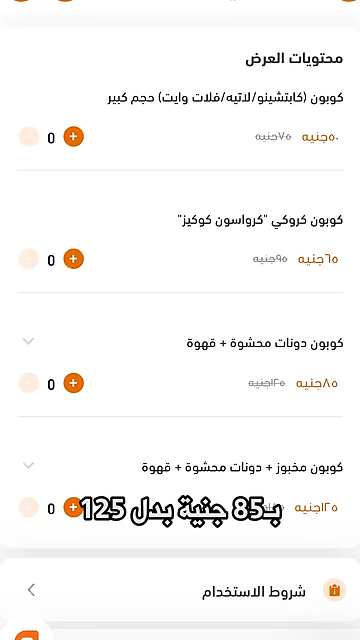 محتويات العرض
كوبون (كابتشينو/لاتيه/فلات وايت) حجم كبير
٥٠جنيه ٧٥جنيه
+ 0
كوبون كروكي "كرواسون كوكيز"
٦٥جنيه ٩٥جنيه
+ 0
كوبون دونات محشوة + قهوة
٨٥جنيه ١٢٥جنيه
+ 0
كوبون مخبوز + دونات محشوة + قهوة
١٢٥جنيه
+ 0
بـ85 جنية بدل 125
شروط الاستخدام